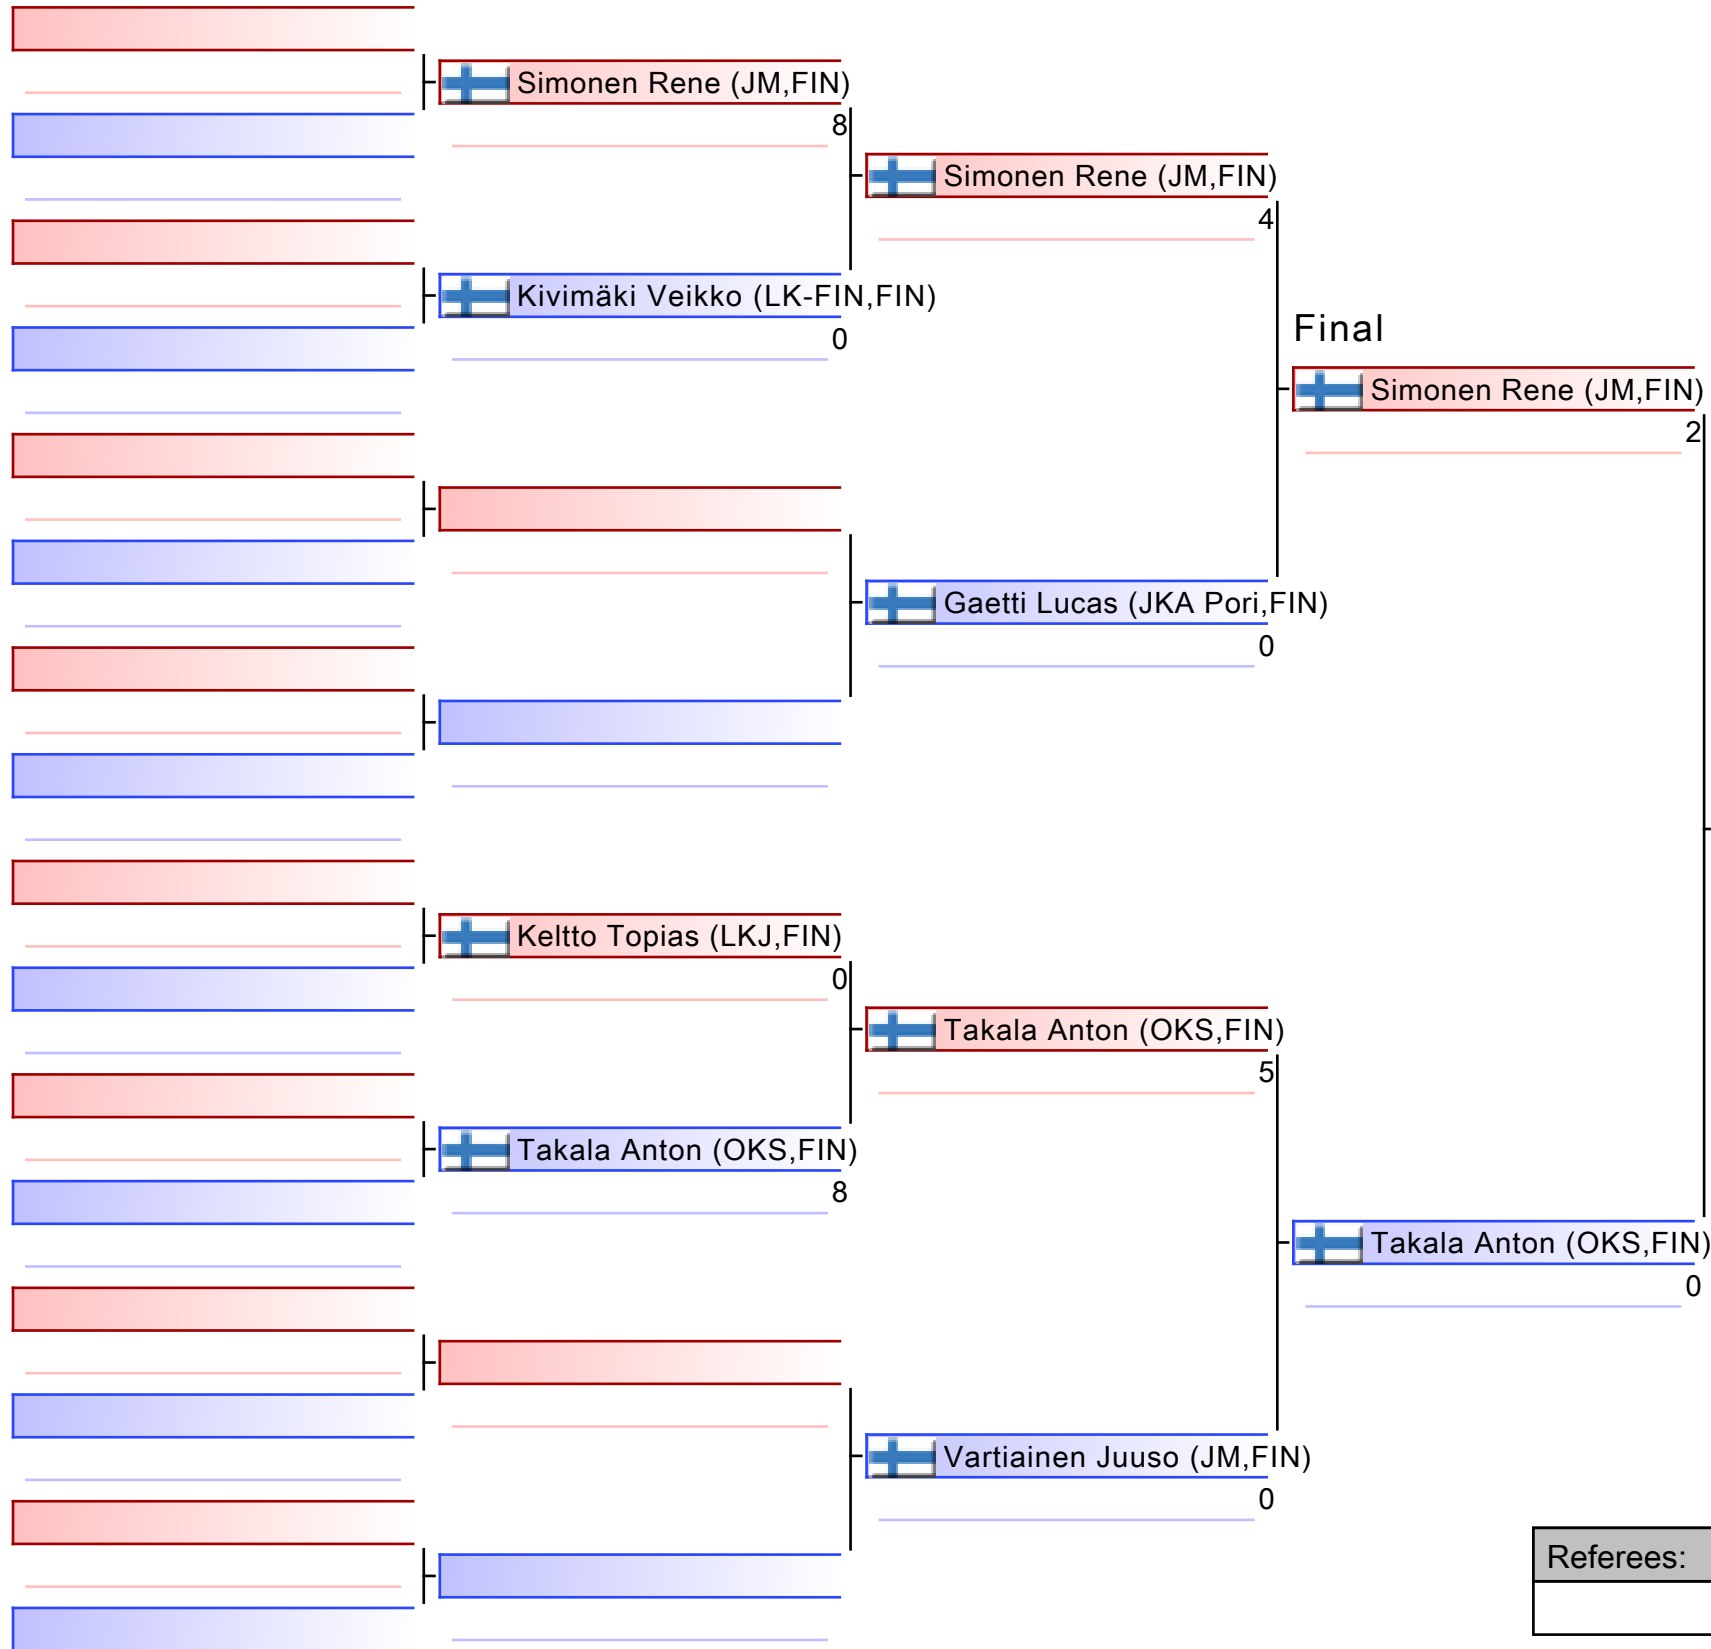 Simonen Rene (JM,FIN)
8
Simonen Rene (JM,FIN)
4
Kivimäki Veikko (LK-FIN,FIN)
0
Final
Simonen Rene (JM,FIN)
2
Gaetti Lucas (JKA Pori,FIN)
0
Keltto Topias (LKJ,FIN)
0
Takala Anton (OKS,FIN)
5
Takala Anton (OKS,FIN)
8
Takala Anton (OKS,FIN)
0
Vartiainen Juuso (JM,FIN)
0
Referees: